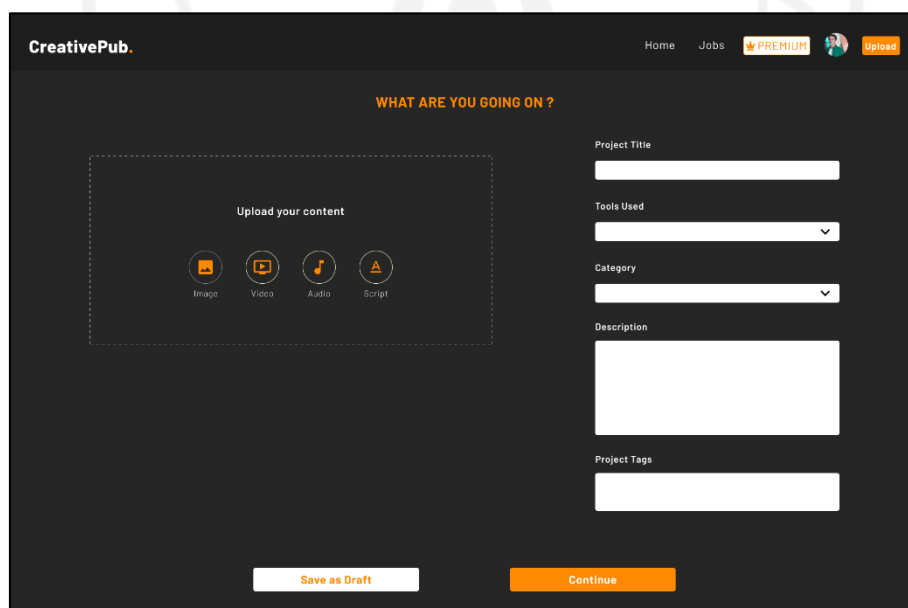 CreativePub.
Home Jobs PREMIUM Upload
WHAT ARE YOU GOING ON ?
Upload your content
Image Video Audio Script
Project Title
Tools Used
Category
Description
Project Tags
Save as Draft Continue